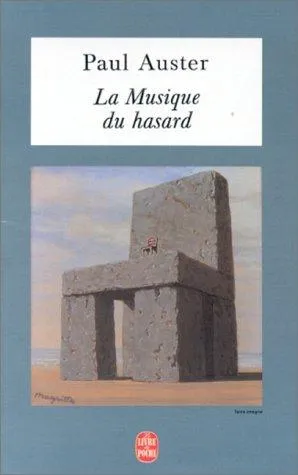 Paul Auster
La Musique
du hasard
magritte
Texte intégral
LE LIVRE
DE
POCHE